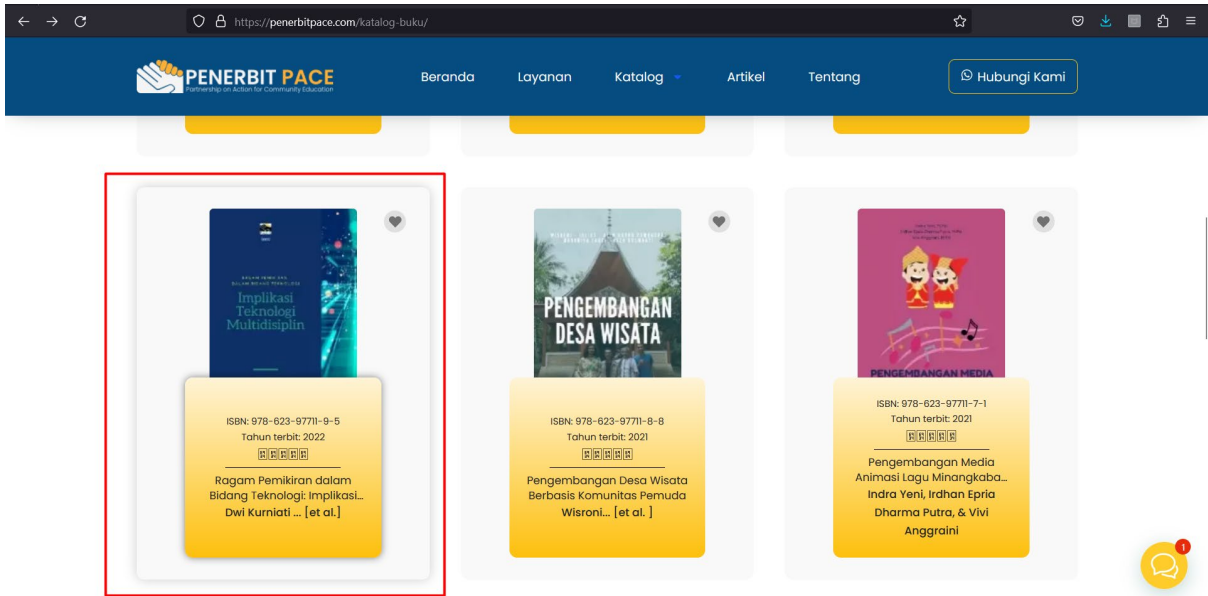 https://penerbitpace.com/katalog-buku/
PENERBIT PACE
Partnership on Action for Community Education
Beranda
Layanan
Katalog
Artikel
Tentang
Hubungi Kami
Implikasi
Teknologi
Multidisiplin
ISBN: 978-623-97711-9-5
Tahun terbit: 2022
Ragam Pemikiran dalam
Bidang Teknologi: Implikasi...
Dwi Kurniati ... [et al.]
PENGEMBANGAN
DESA WISATA
ISBN: 978-623-97711-8-8
Tahun terbit: 2021
Pengembangan Desa Wisata
Berbasis Komunitas Pemuda
Wisroni... [et al. ]
PENGEMBANGAN MEDIA
ISBN: 978-623-97711-7-1
Tahun terbit: 2021
Pengembangan Media
Animasi Lagu Minangkaba...
Indra Yeni, Irdhan Epria
Dharma Putra, & Vivi
Anggraini
1